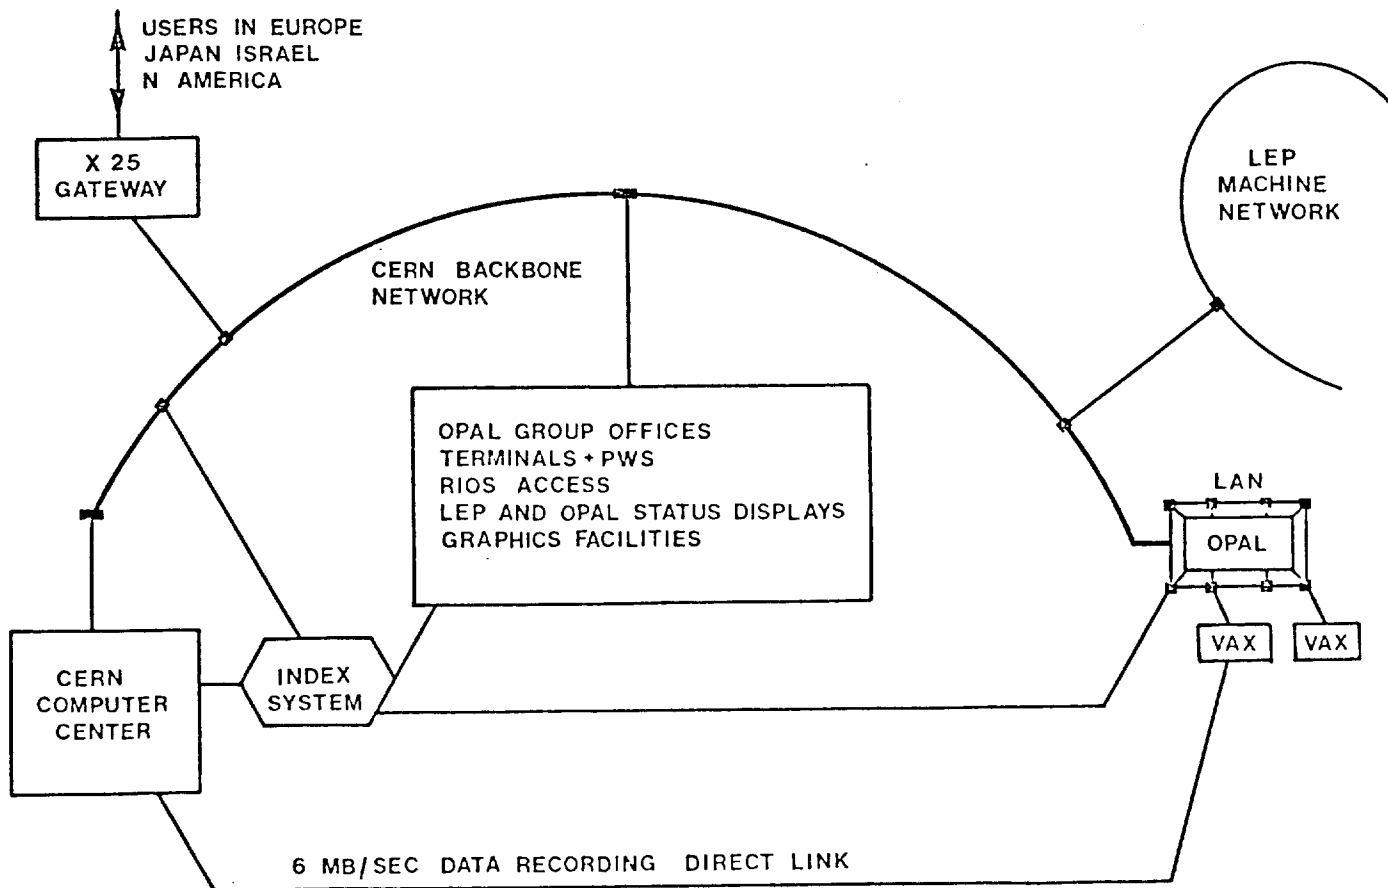 USERS IN EUROPE
JAPAN ISRAEL
N AMERICA
X 25
GATEWAY
LEP
MACHINE
NETWORK
CERN BACKBONE
NETWORK
OPAL GROUP OFFICES
TERMINALS + PWS
RIOS ACCESS
LEP AND OPAL STATUS DISPLAYS
GRAPHICS FACILITIES
LAN
OPAL
VAX
VAX
CERN
COMPUTER
CENTER
INDEX
SYSTEM
6 MB/SEC DATA RECORDING DIRECT LINK